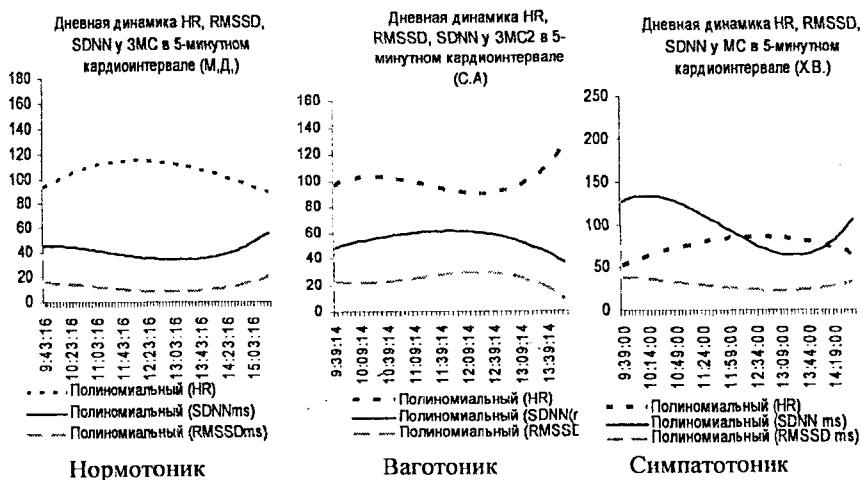 Дневная динамика HR, RMSSD,
SDNN у ЗМС в 5-минутном
кардиоинтервале (М,Д,)
180
160
140
120
100
80
60
40
20
0
9:43:16
10:23:16
11:03:16
11:43:16
12:23:16
13:03:16
13:43:16
14:23:16
15:03:16
Полиномиальный (HR)
Полиномиальный (SDNNms)
Полиномиальный (RMSSDms)
Нормотоник
Дневная динамика HR,
RMSSD, SDNN у ЗМС2 в 5-
минутном кардиоинтервале
(С.А)
160
140
120
100
80
60
40
20
0
9:39:14
10:09:14
10:39:14
11:09:14
11:39:14
12:09:14
12:39:14
13:09:14
13:39:14
Полиномиальный (HR)
Полиномиальный (SDNN(r
Полиномиальный (RMSSD
Ваготоник
Дневная динамика HR, RMSSD,
SDNN у МС в 5-минутном
кардиоинтервале (Х.В.)
250
200
150
100
50
0
9:39:00
10:14:00
10:49:00
11:24:00
11:59:00
12:34:00
13:09:00
13:44:00
14:19:00
Полиномиальный (HR)
Полиномиальный (SDNN ms)
Полиномиальный (RMSSD ms)
Симпатотоник